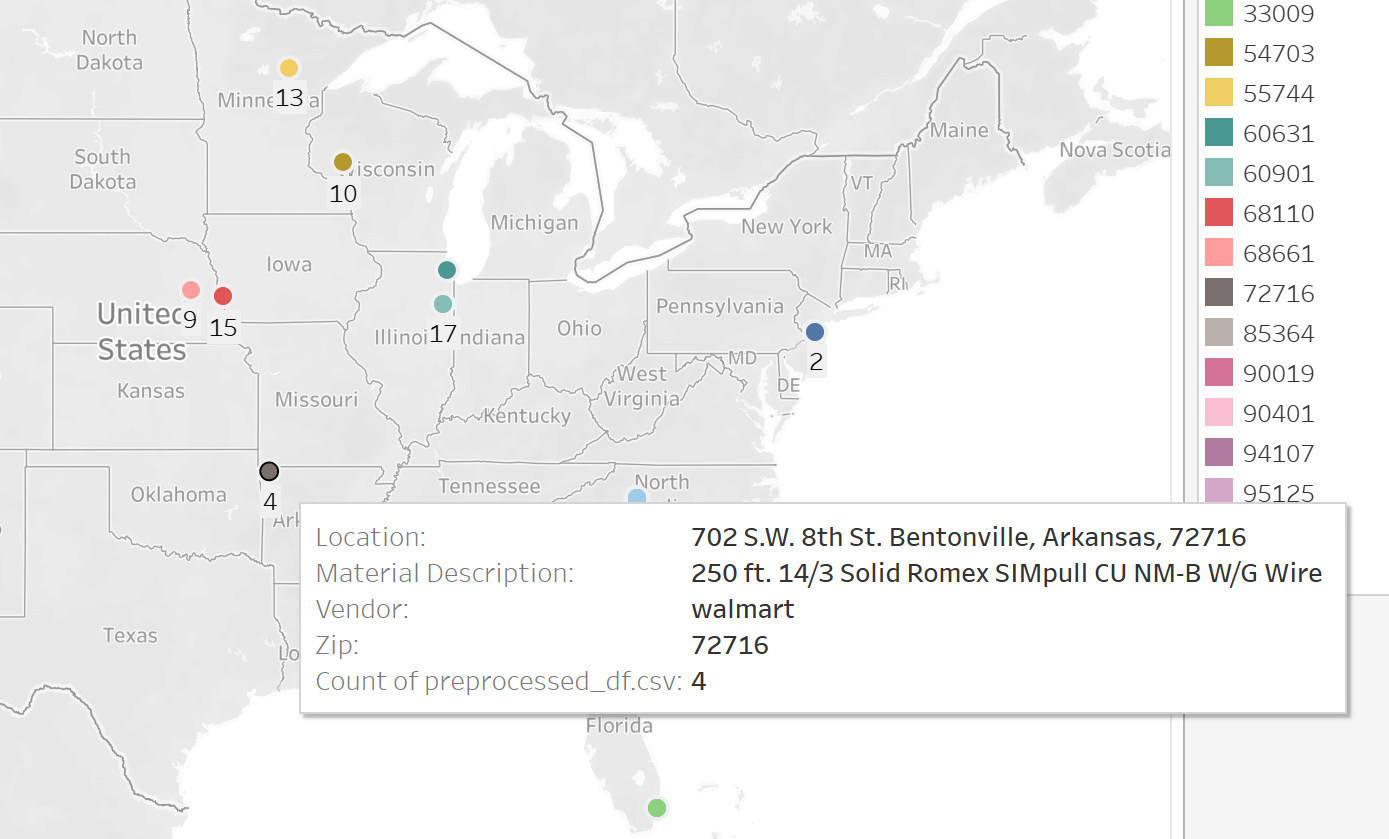 North
Dakota
13
Minne
a
10
isconsin
South
Dakota
Michigan
Maine
Nova Scotia
VT
New York
MA
RI
Iowa
9
15
United
States
17
Illinoi
ndiana
Ohio
Pennsylvania
2
MD
DE
West
Virginia
Kansas
Missouri
Kentucky
4
Oklahoma
Ark
Tennessee
North
Texas
Lo
Florida
33009
54703
55744
60631
60901
68110
68661
72716
85364
90019
90401
94107
95125
Location: 702 S.W. 8th St. Bentonville, Arkansas, 72716
Material Description: 250 ft. 14/3 Solid Romex SIMpull CU NM-B W/G Wire
Vendor: walmart
Zip: 72716
Count of preprocessed_df.csv: 4